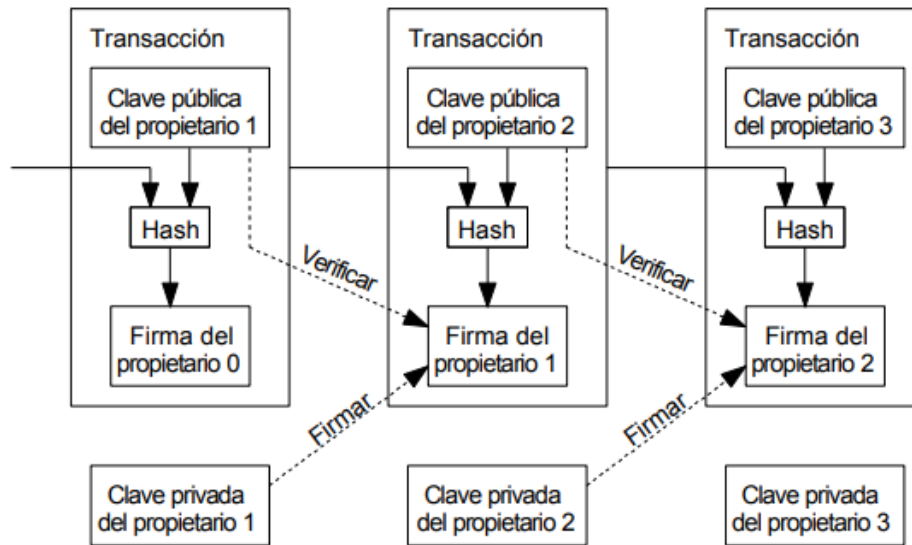 Transacción
Clave pública
del propietario 1
Hash
Firma del
propietario 0
Transacción
Clave pública
del propietario 2
Hash
Verificar
Firma del
propietario 1
Firmar
Transacción
Clave pública
del propietario 3
Hash
Verificar
Firma del
propietario 2
Firmar
Clave privada
del propietario 1
Clave privada
del propietario 2
Clave privada
del propietario 3